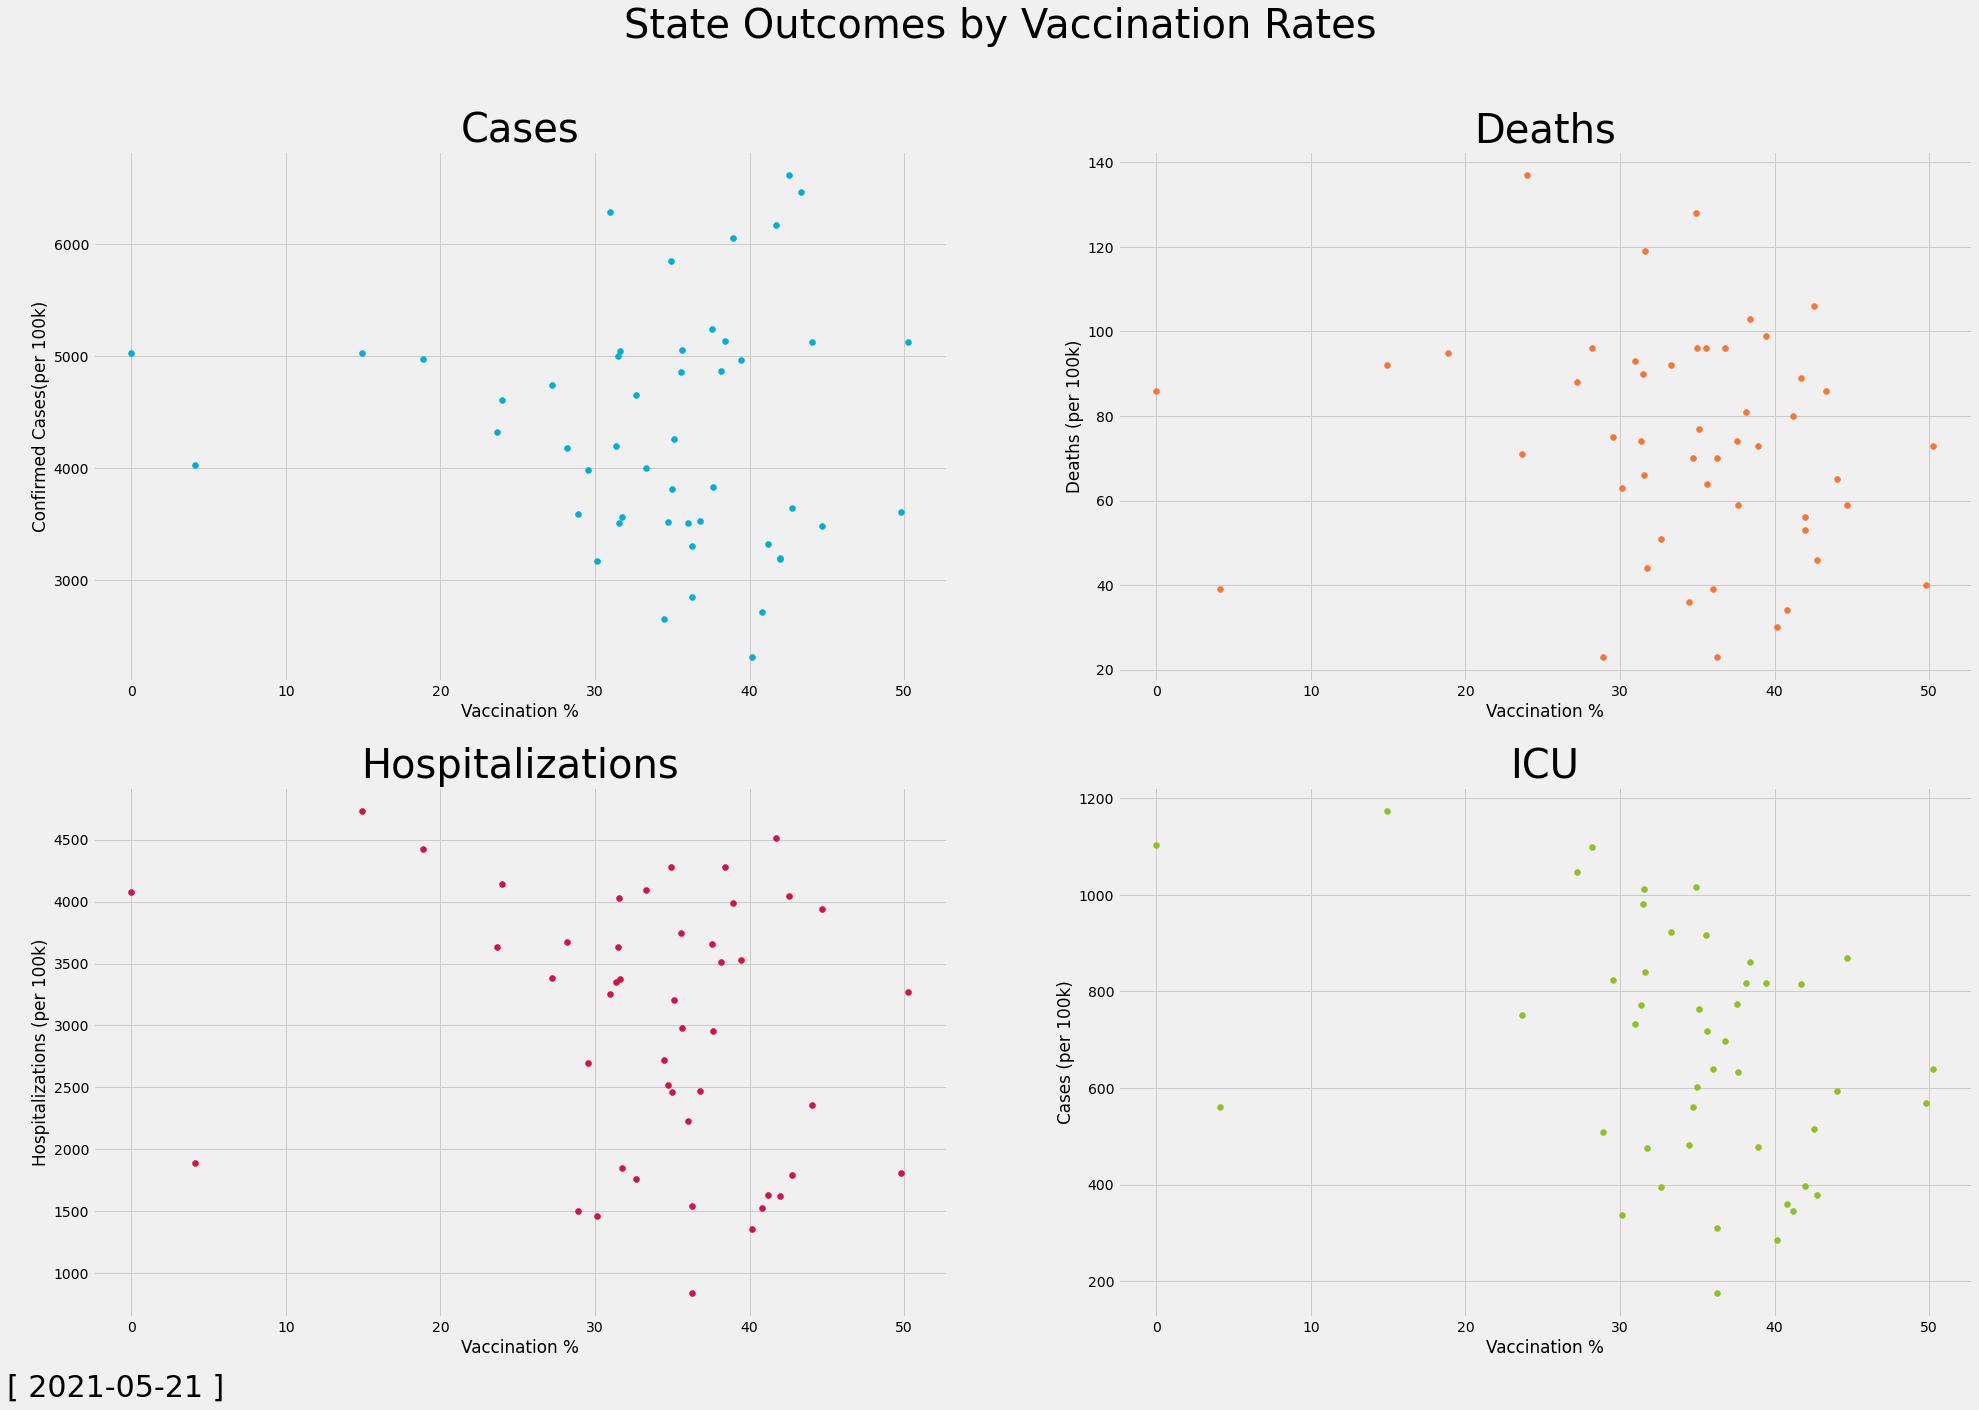 State Outcomes by Vaccination Rates
Cases
Confirmed Cases(per 100k)
6000
5000
4000
3000
0 10 20 30 40 50
Vaccination %
Deaths
Deaths (per 100k)
140
120
100
80
60
40
20
0 10 20 30 40 50
Vaccination %
Hospitalizations
Hospitalizations (per 100k)
4500
4000
3500
3000
2500
2000
1500
1000
0 10 20 30 40 50
Vaccination %
ICU
Cases (per 100k)
1200
1000
800
600
400
200
0 10 20 30 40 50
Vaccination %
[ 2021-05-21 ]